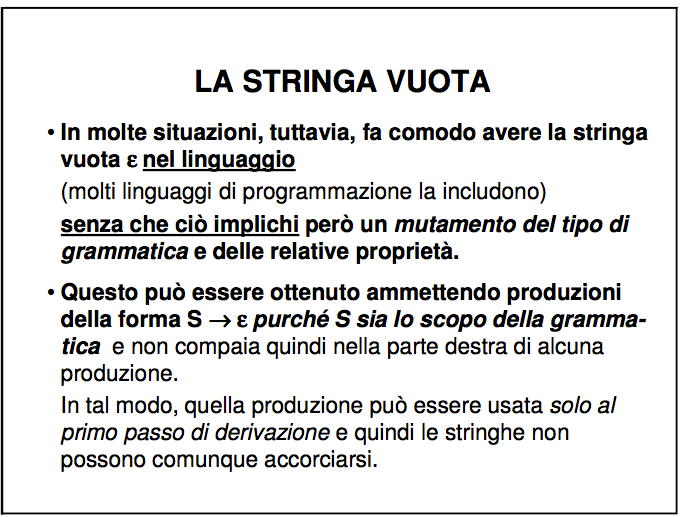 LA STRINGA VUOTA
• In molte situazioni, tuttavia, fa comodo avere la stringa
vuota ε nel linguaggio
(molti linguaggi di programmazione la includono)
senza che ciò implichi però un mutamento del tipo di
grammatica e delle relative proprietà.
• Questo può essere ottenuto ammettendo produzioni
della forma S → ε purché S sia lo scopo della gramma-
tica e non compaia quindi nella parte destra di alcuna
produzione.
In tal modo, quella produzione può essere usata solo al
primo passo di derivazione e quindi le stringhe non
possono comunque accorciarsi.